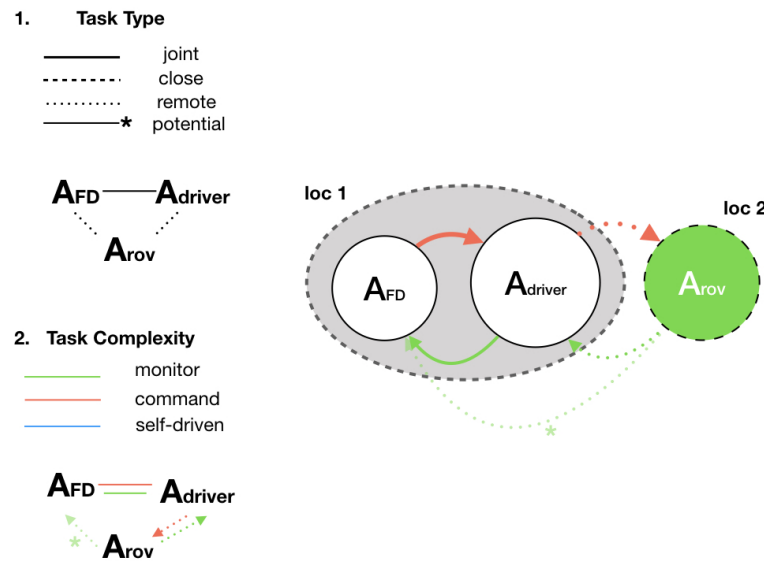 1. Task Type
joint
close
remote
* potential
AFD Adriver
Arov
2. Task Complexity
monitor
command
self-driven
AFD Adriver
*
Arov
loc 1
loc 2
AFD
Adriver
Arov
*